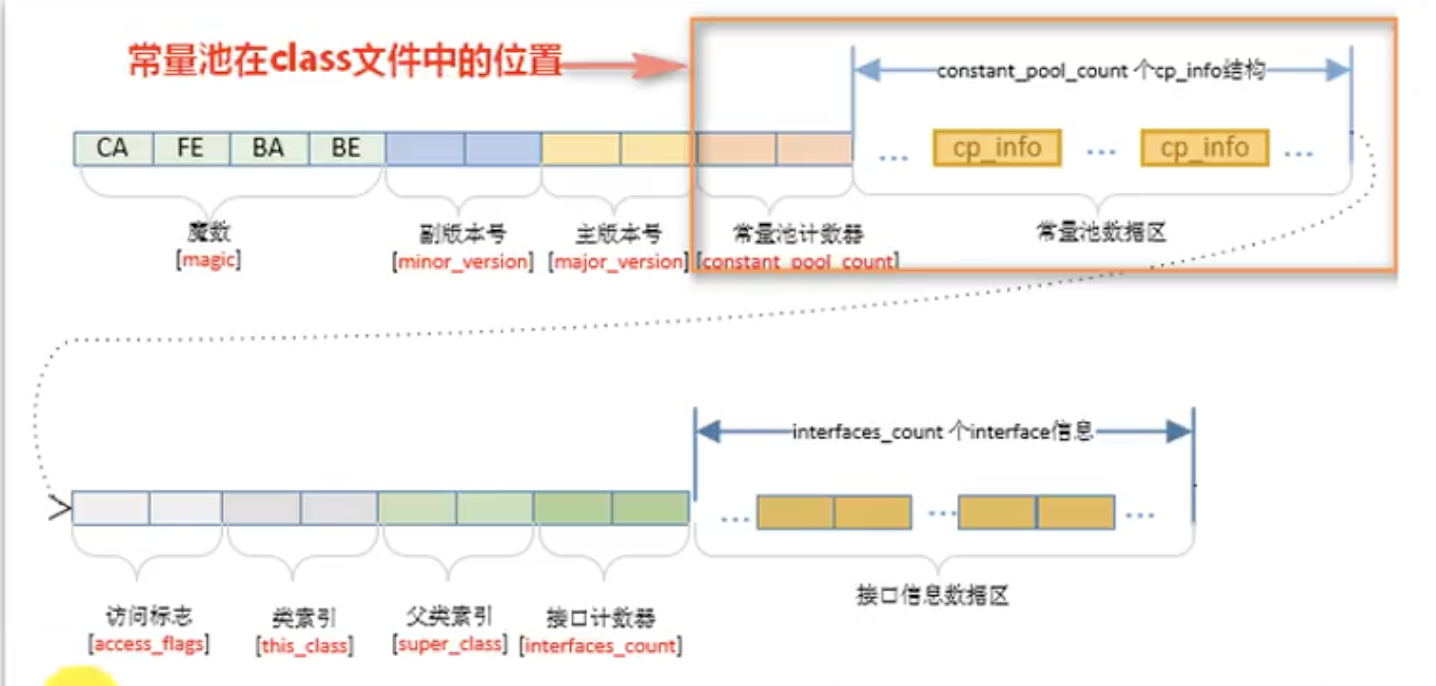 常量池在class文件中的位置
constant_pool_count 个cp_info结构
CA FE BA BE ... cp_info ... cp_info ...
魔数 副版本号 主版本号 常量池计数器 常量池数据区
[magic] [minor_version] [major_version] [constant_pool_count]
interfaces_count 个interface信息
... ... ...
访问标志 类索引 父类索引 接口计数器 接口信息数据区
[access_flags] [this_class] [super_class] [interfaces_count]